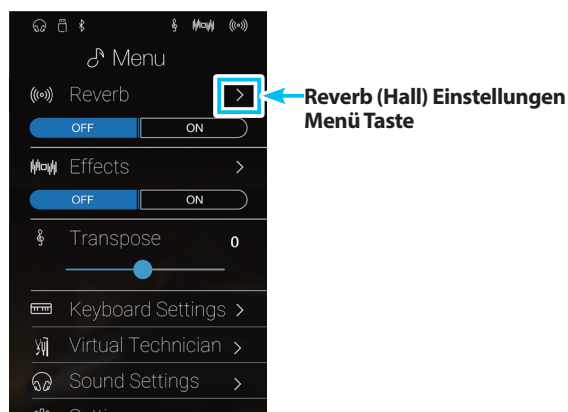 Menu
Reverb
Reverb (Hall) Einstellungen
Menü Taste
OFF ON
Effects
OFF ON
Transpose 0
Keyboard Settings
Virtual Technician
Sound Settings